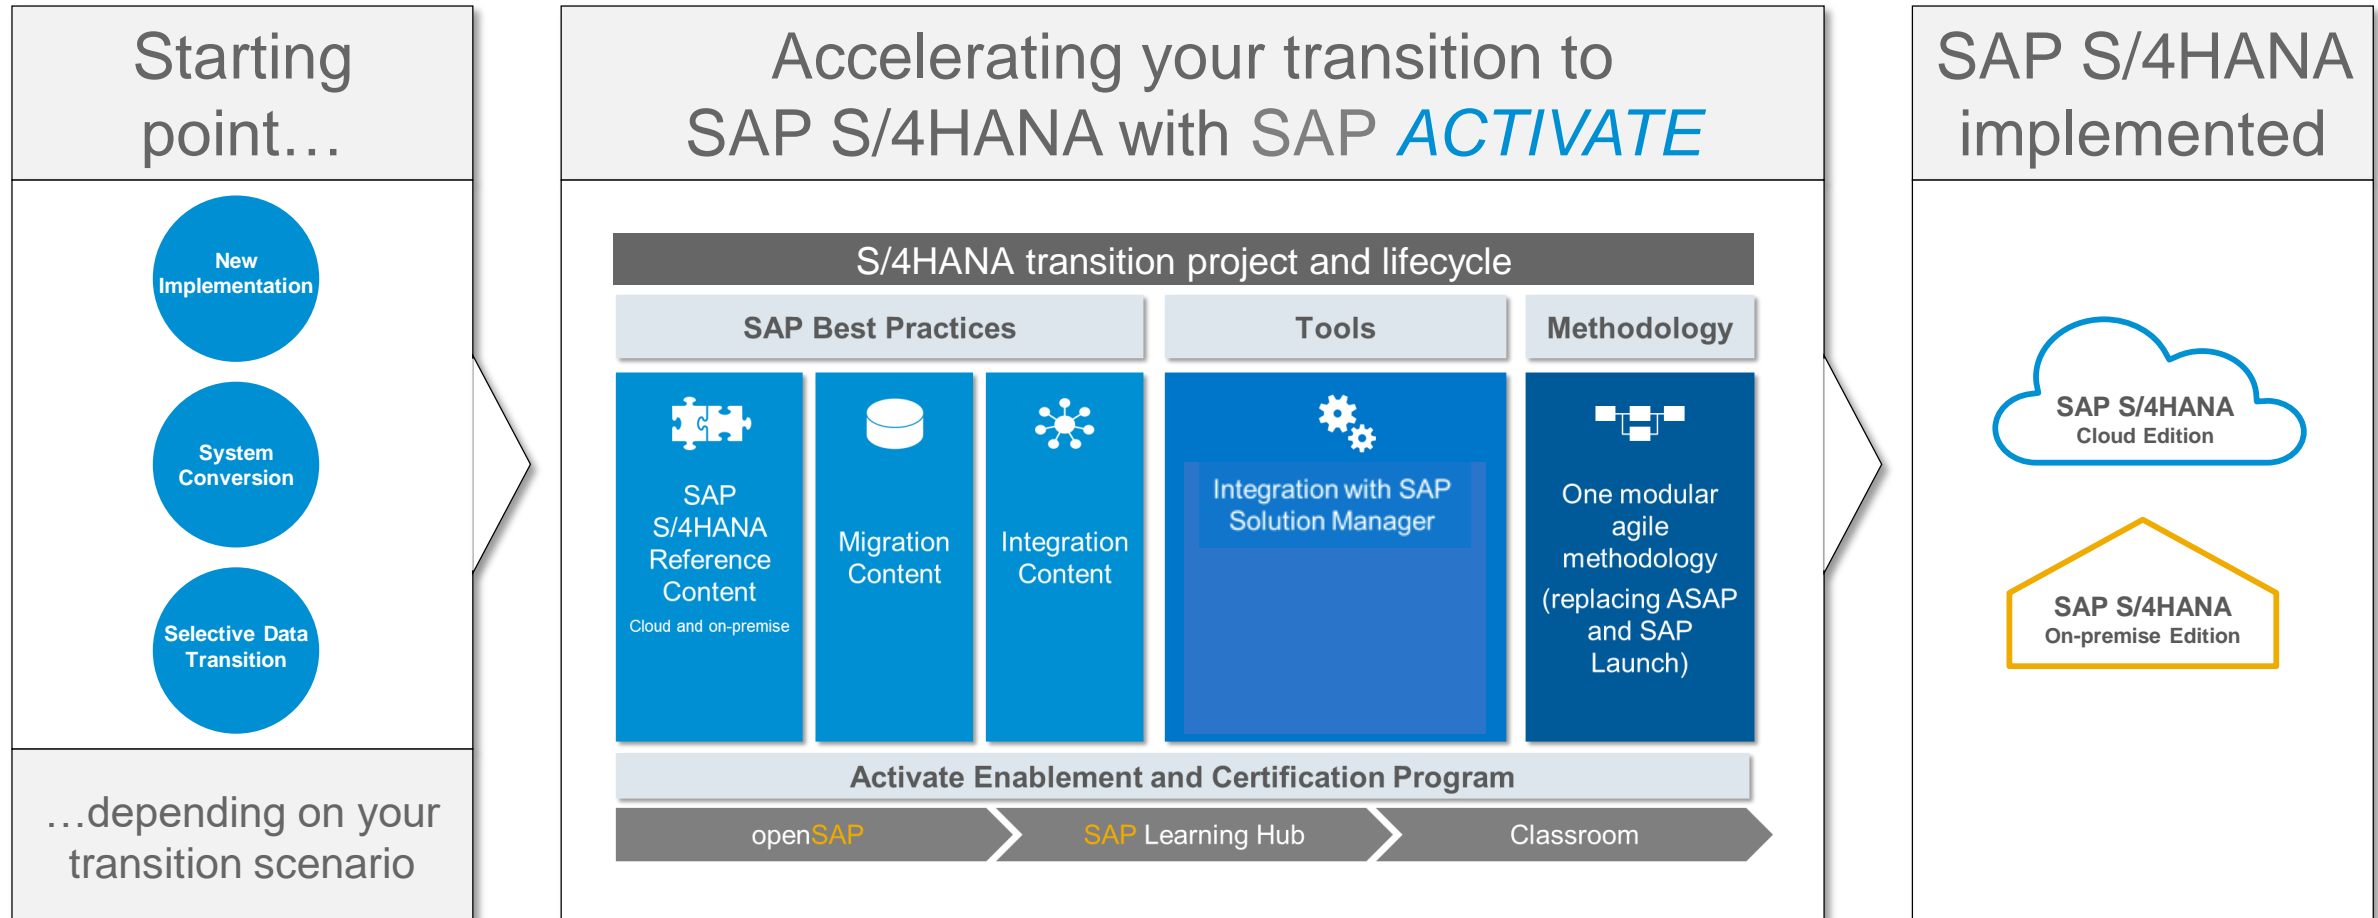 Starting
point…
New
Implementation
System
Conversion
Selective Data
Transition
…depending on your
transition scenario
Accelerating your transition to
SAP S/4HANA with SAP ACTIVATE
S/4HANA transition project and lifecycle
SAP Best Practices
Tools
Methodology
SAP
S/4HANA
Reference
Content
Cloud and on-premise
Migration
Content
Integration
Content
Integration with SAP
Solution Manager
One modular
agile
methodology
(replacing ASAP
and SAP
Launch)
Activate Enablement and Certification Program
openSAP
SAP Learning Hub
Classroom
SAP S/4HANA
implemented
SAP S/4HANA
Cloud Edition
SAP S/4HANA
On-premise Edition